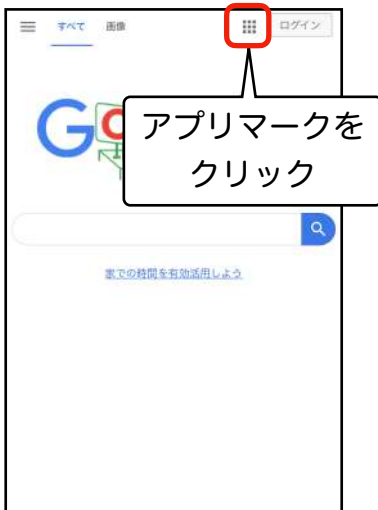 すべて 画像 ログイン
アプリマークを
クリック
家での時間を有効活用しよう